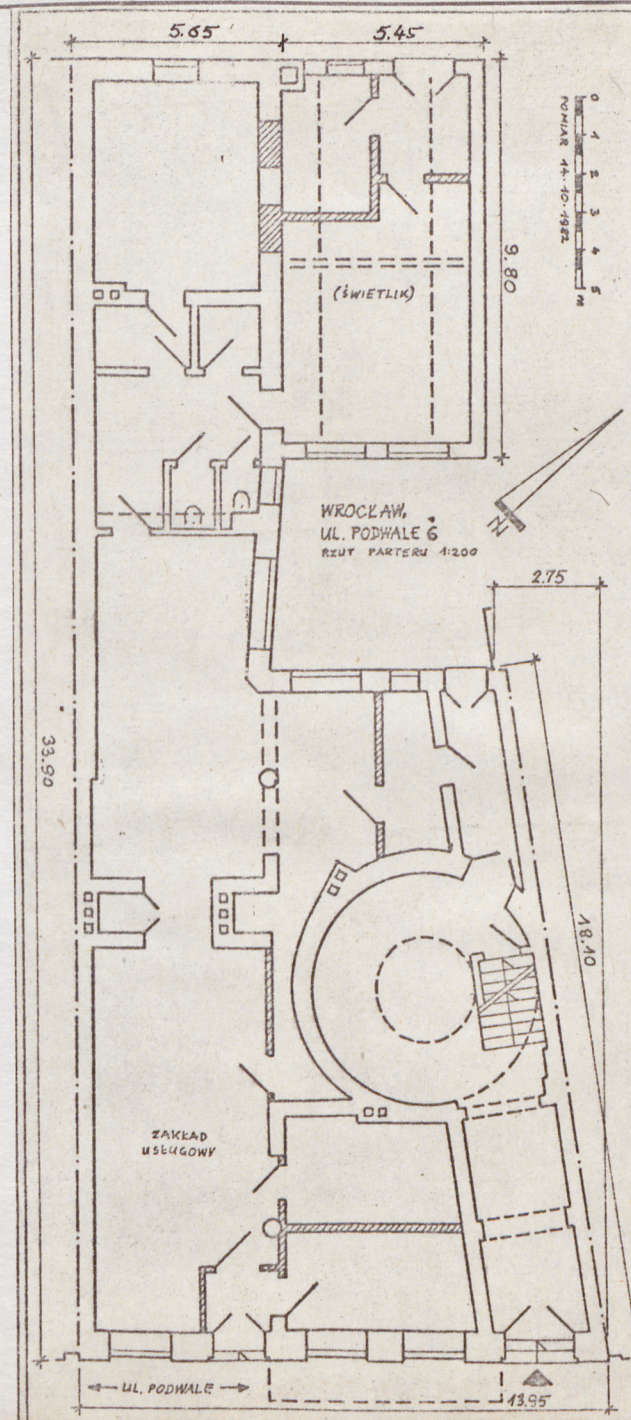 5.65
5.45
0 1 2 3 4 5 m
POMIAR 14.10.1982
9.80
(ŚWIETLIK)
WROCŁAW,
UL. PODWALE 6
RZUT PARTERU 1:200
N
2.75
33.90
18.10
ZAKŁAD
USŁUGOWY
UL. PODWALE
13.95